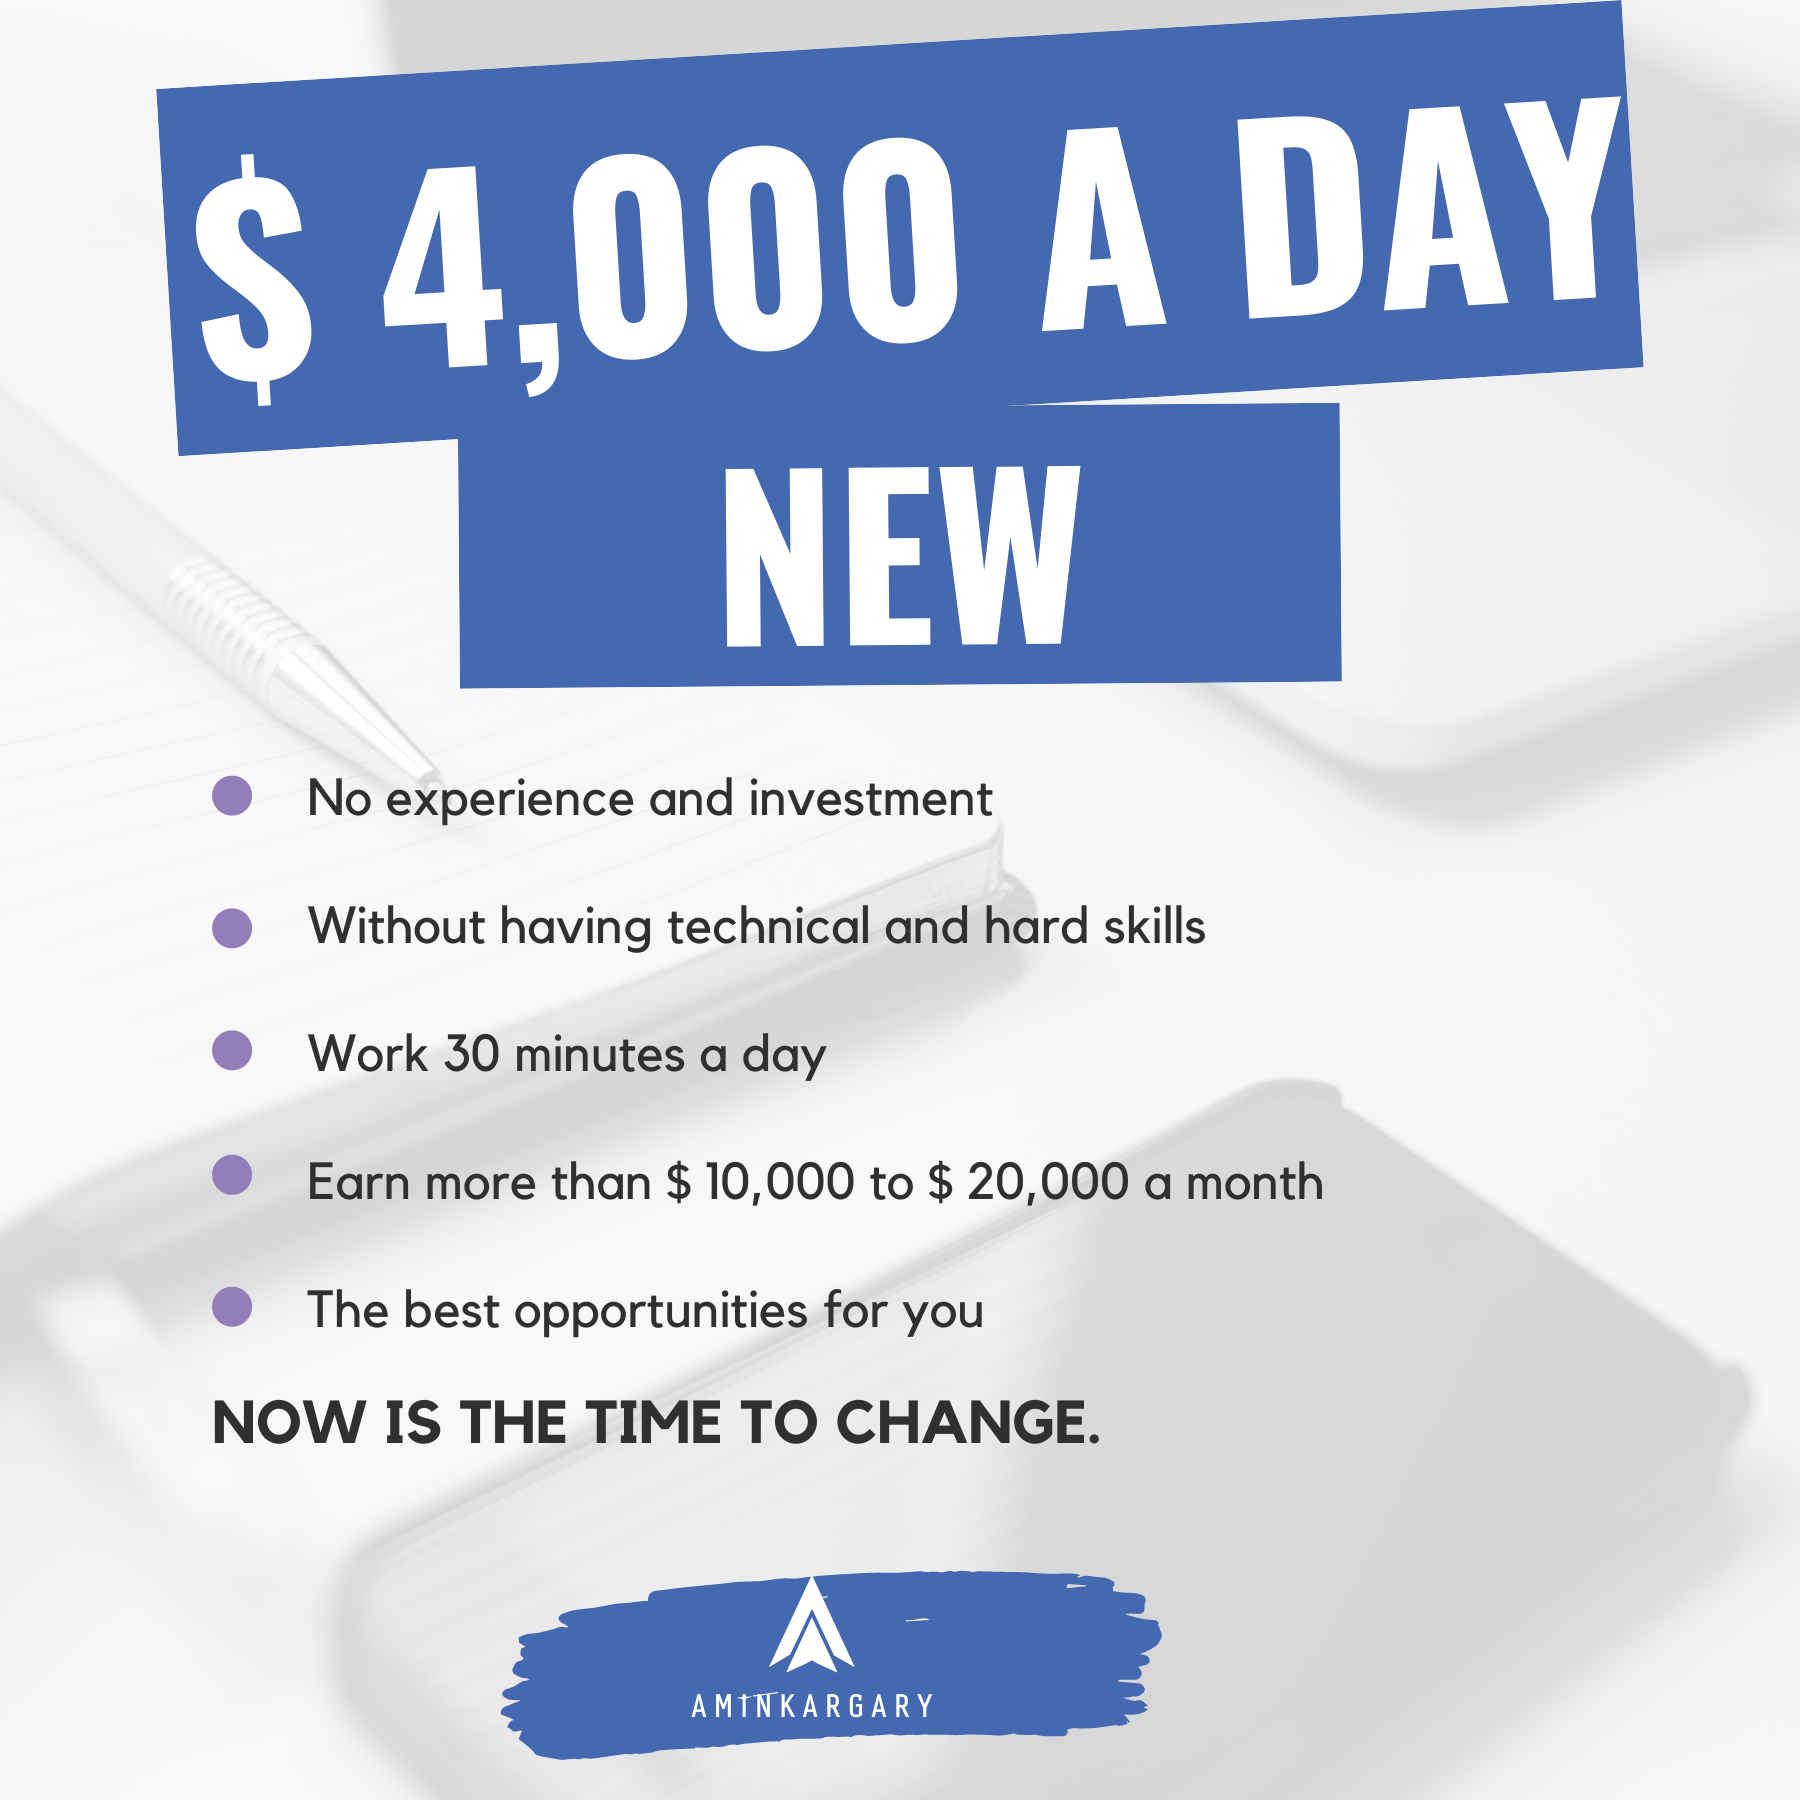 $ 4,000 A DAY
NEW
No experience and investment
Without having technical and hard skills
Work 30 minutes a day
Earn more than $ 10,000 to $ 20,000 a month
The best opportunities for you
NOW IS THE TIME TO CHANGE.
AMINKARGARY